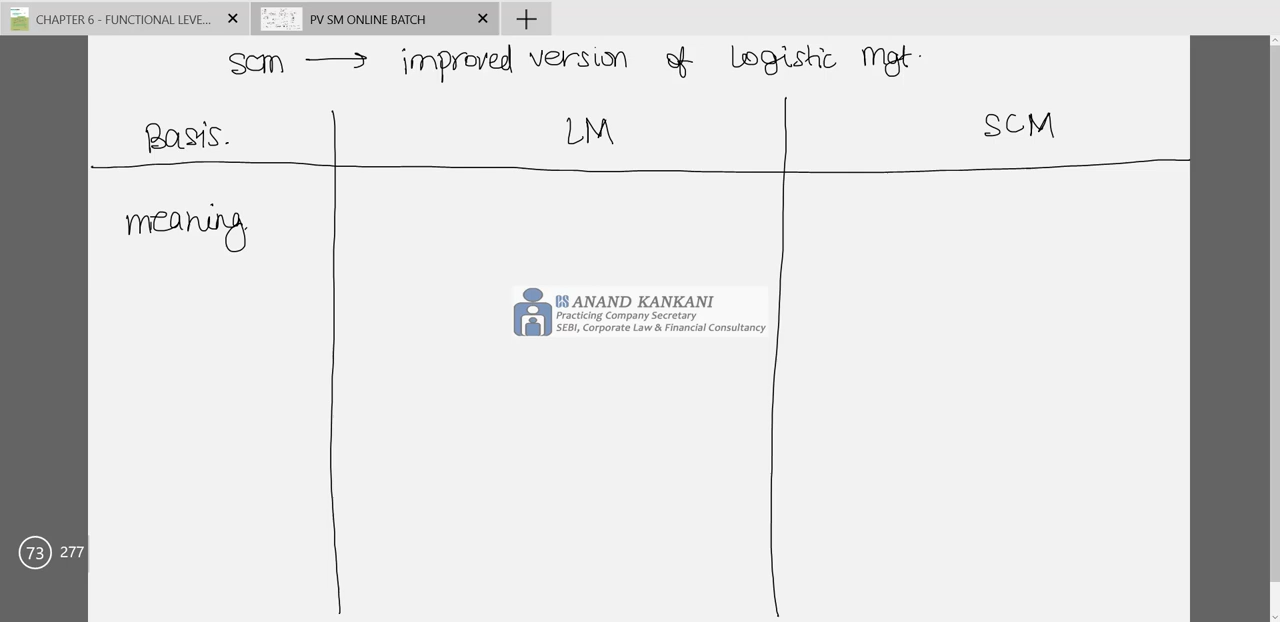 CHAPTER 6 - FUNCTIONAL LEVE...
PV SM ONLINE BATCH
scm → improved version of Logistic Mgt.
Basis.
LM
SCM
meaning.
CS ANAND KANKANI
Practicing Company Secretary
SEBI, Corporate Law & Financial Consultancy
73 277